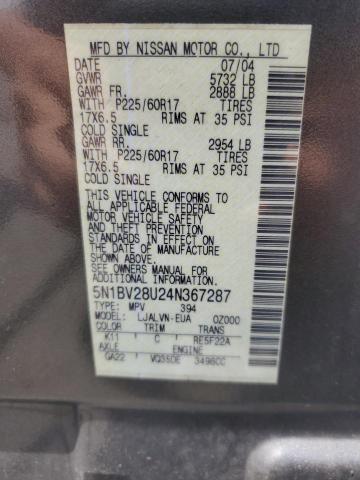 MFD BY NISSAN MOTOR CO., LTD
DATE 07/04
GVWR 5732 LB
GAWR FR. 2888 LB
WITH P225/60R17 TIRES
17X6.5 RIMS AT 35 PSI
COLD SINGLE
GAWR RR. 2954 LB
WITH P225/60R17 TIRES
17X6.5 RIMS AT 35 PSI
COLD SINGLE
THIS VEHICLE CONFORMS TO
ALL APPLICABLE FEDERAL
MOTOR VEHICLE SAFETY
AND THEFT PREVENTION
STANDARDS IN EFFECT ON
THE DATE OF MANUFACTURE
SHOWN ABOVE.
SEE OWNERS MANUAL FOR
ADDITIONAL INFORMATION
5N1BV28U24N367287
TYPE: MPV 394
MODEL: LJALVN-EUA 0Z000
COLOR TRIM TRANS
K11 C RE5F22A
AXLE ENGINE
GA22 VQ35DE 3498CC